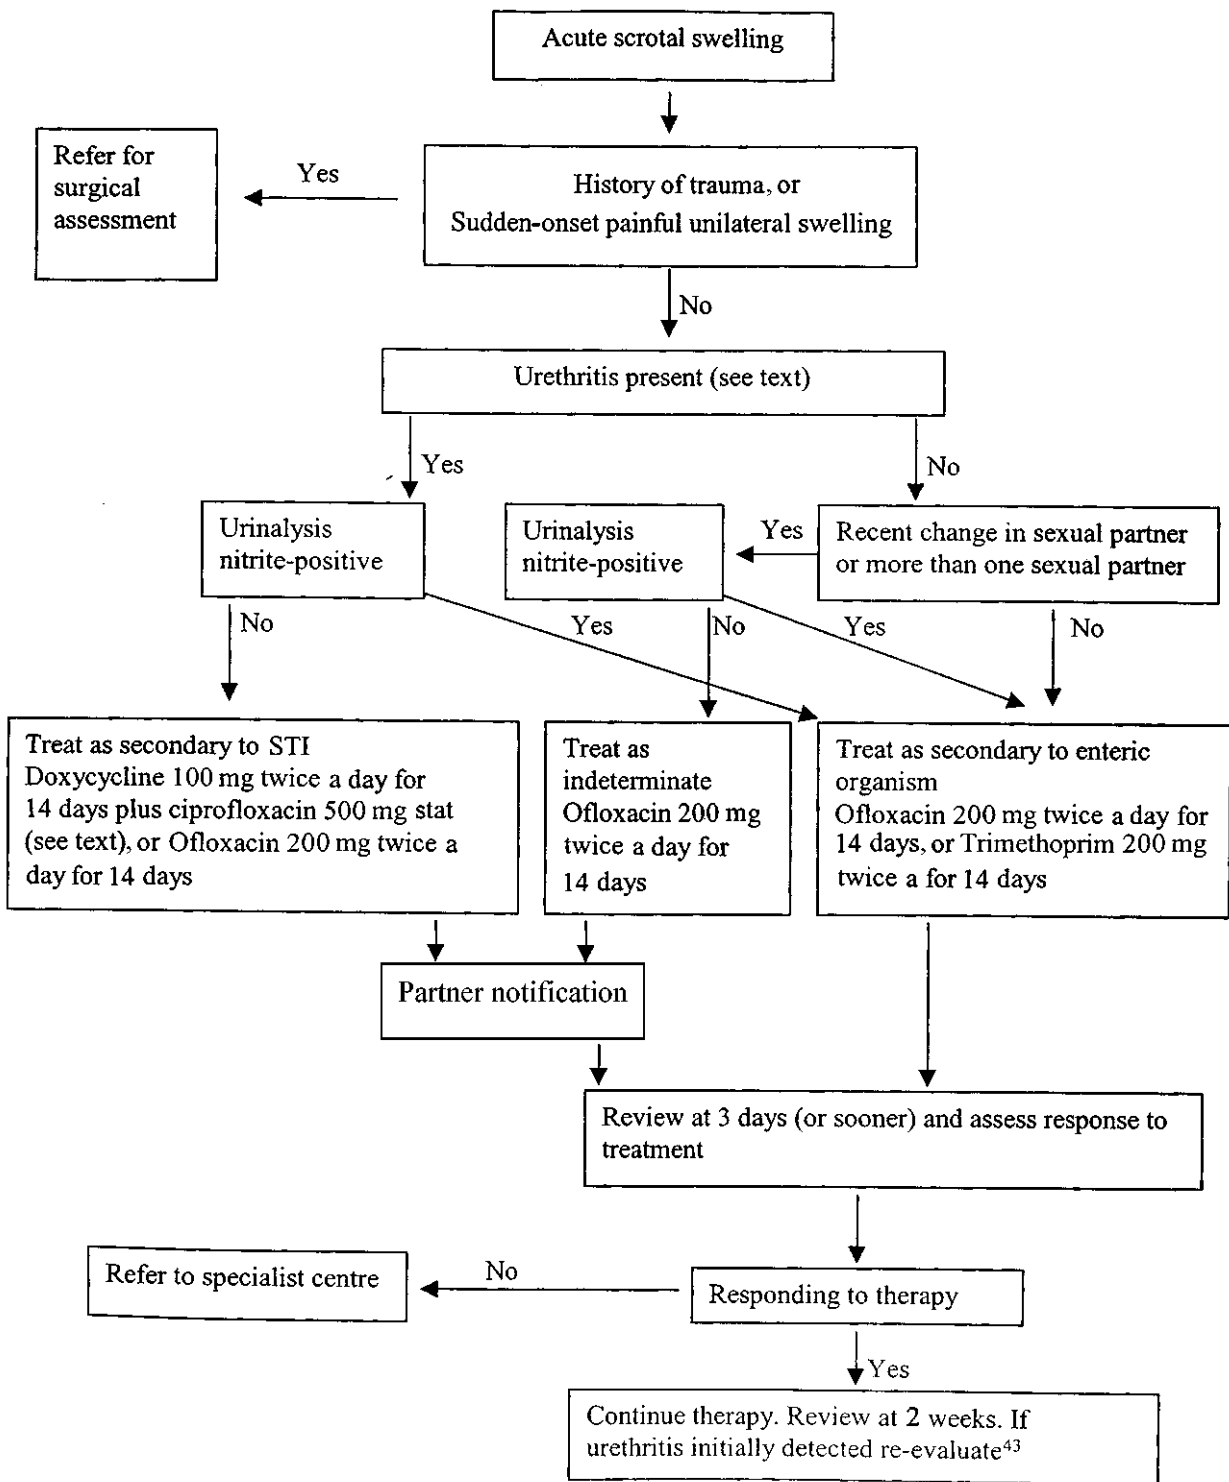 Acute scrotal swelling
Refer for
surgical
assessment
Yes
History of trauma, or
Sudden-onset painful unilateral swelling
No
Urethritis present (see text)
Yes
No
Urinalysis
nitrite-positive
Urinalysis
nitrite-positive
Yes
Recent change in sexual partner
or more than one sexual partner
No
Yes
No
Yes
No
Treat as secondary to STI
Doxycycline 100 mg twice a day for
14 days plus ciprofloxacin 500 mg stat
(see text), or Ofloxacin 200 mg twice a
day for 14 days
Treat as
indeterminate
Ofloxacin 200 mg
twice a day for
14 days
Treat as secondary to enteric
organism
Ofloxacin 200 mg twice a day for
14 days, or Trimethoprim 200 mg
twice a for 14 days
Partner notification
Review at 3 days (or sooner) and assess response to
treatment
Refer to specialist centre
No
Responding to therapy
Yes
Continue therapy. Review at 2 weeks. If
urethritis initially detected re-evaluate⁴³